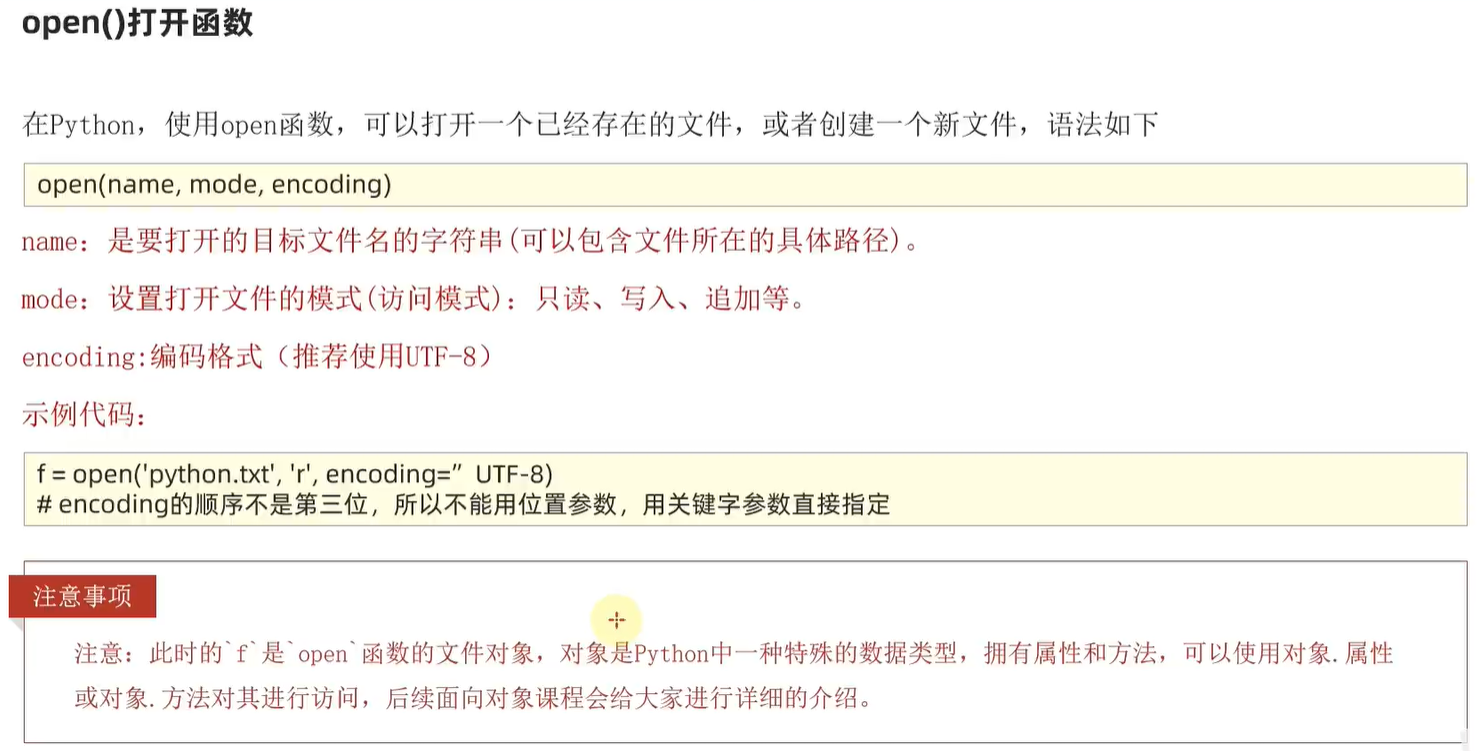 open()打开函数
在Python，使用open函数，可以打开一个已经存在的文件，或者创建一个新文件，语法如下
open(name, mode, encoding)
name：是要打开的目标文件名的字符串(可以包含文件所在的具体路径)。
mode：设置打开文件的模式(访问模式)：只读、写入、追加等。
encoding:编码格式（推荐使用UTF-8）
示例代码：
f = open('python.txt', 'r', encoding=”UTF-8)
# encoding的顺序不是第三位，所以不能用位置参数，用关键字参数直接指定
注意事项
注意：此时的`f`是`open`函数的文件对象，对象是Python中一种特殊的数据类型，拥有属性和方法，可以使用对象.属性
或对象.方法对其进行访问，后续面向对象课程会给大家进行详细的介绍。